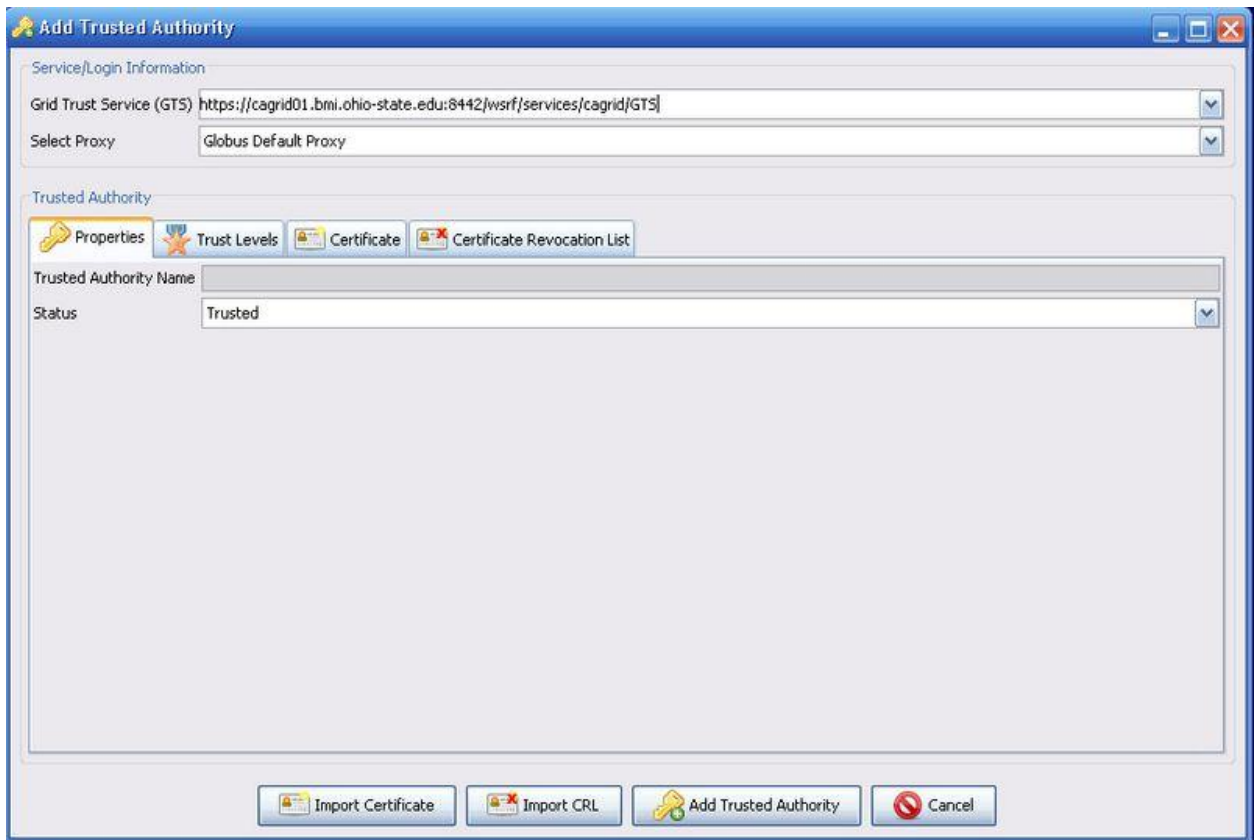 Add Trusted Authority
Service/Login Information
Grid Trust Service (GTS) https://cagrid01.bmi.ohio-state.edu:8442/wsrf/services/cagrid/GTS
Select Proxy Globus Default Proxy
Trusted Authority
Properties Trust Levels Certificate Certificate Revocation List
Trusted Authority Name
Status Trusted
Import Certificate Import CRL Add Trusted Authority Cancel